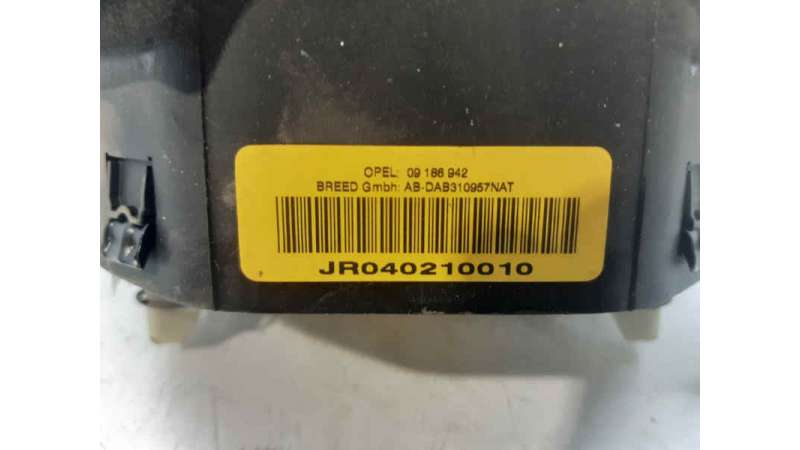 OPEL: 09 186 942
BREED Gmbh: AB-DAB310957NAT
JR040210010